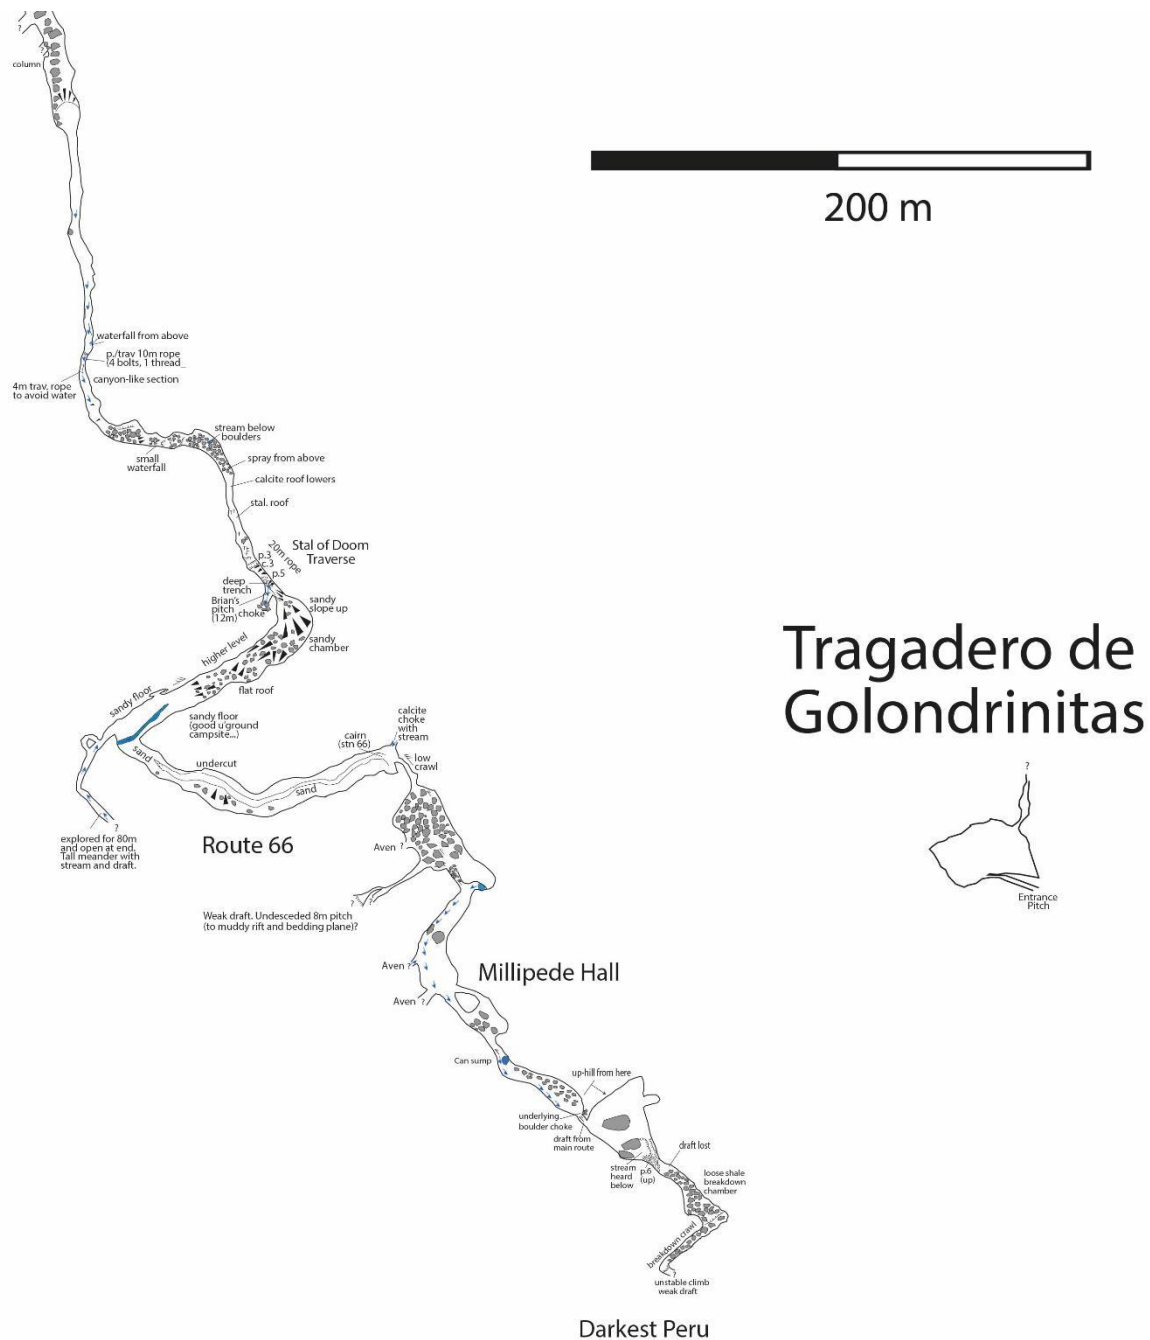 ?
?
column
200 m
waterfall from above
p./trav 10m rope
(4 bolts, 1 thread_
canyon-like section
4m trav. rope
to avoid water
stream below
boulders
small
waterfall
spray from above
calcite roof lowers
stal. roof
20m rope
p.3
c.3
p.5
Stal of Doom
Traverse
deep
trench
Brian's
pitch
(12m)
choke
sandy
slope up
sandy
chamber
higher level
flat roof
sandy floor
sandy floor
(good u'ground
campsite...)
Tragadero de
Golondrinitas
calcite
choke
with
stream
cairn
(stn 66)
low
crawl
sand
undercut
sand
?
?
explored for 80m
and open at end.
Tall meander with
stream and draft.
Route 66
Aven ?
? ?
Entrance
Pitch
Weak draft. Undesceded 8m pitch
(to muddy rift and bedding plane)?
Aven ?
Millipede Hall
Aven ?
Can sump
up-hill from here
underlying
boulder choke
draft from
main route
draft lost
stream
heard
below
p.6
(up)
loose shale
breakdown
chamber
breakdown crawl
?
unstable climb
weak draft
Darkest Peru